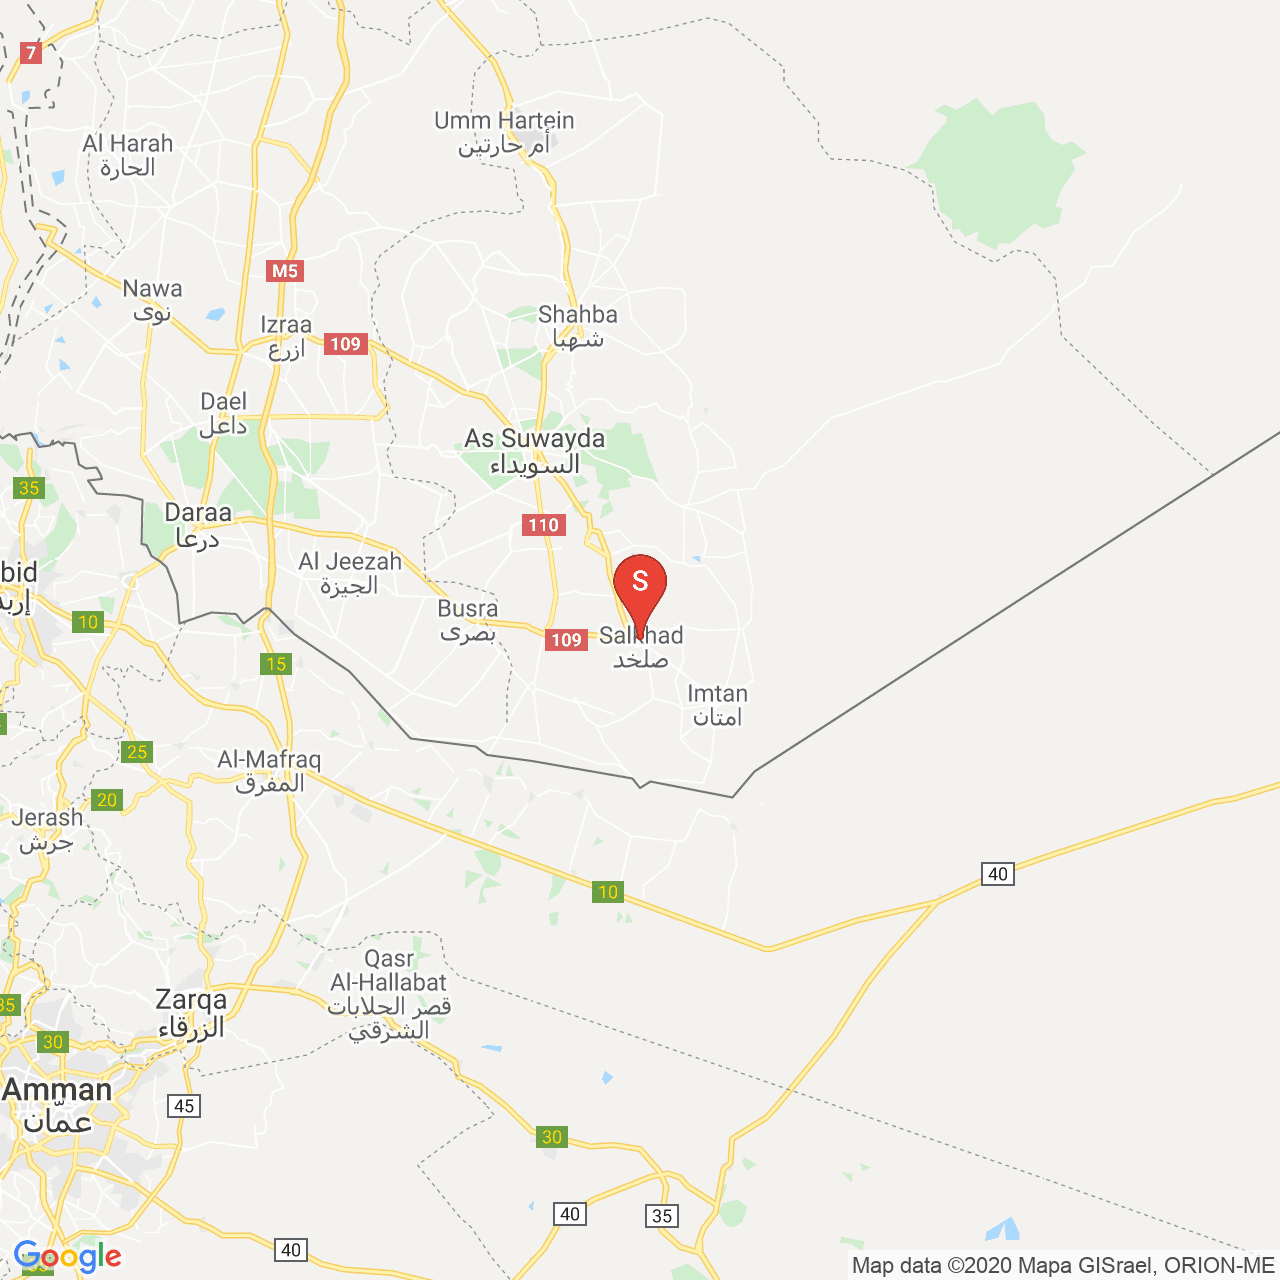 7
Umm Hartein
أم حارتين
Al Harah
الحارة
M5
Nawa
نوى
Shahba
شهبا
Izraa
ازرع
109
Dael
داعل
As Suwayda
السويداء
35
Daraa
درعا
110
Al Jeezah
الجيزة
bid
S
Busra
بصرى
10
109
Salkhad
صلخد
15
Imtan
امتان
25
Al-Mafraq
المفرق
20
Jerash
جرش
40
10
Qasr
Al-Hallabat
قصر الحلابات
الشرقي
Zarqa
الزرقاء
35
30
Amman
عمّان
45
30
40
35
40
Google
Map data ©2020 Mapa GISrael, ORION-ME